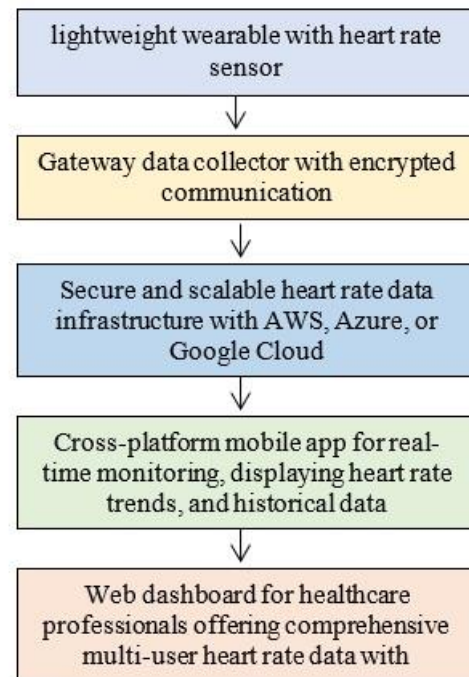 lightweight wearable with heart rate
sensor
Gateway data collector with encrypted
communication
Secure and scalable heart rate data
infrastructure with AWS, Azure, or
Google Cloud
Cross-platform mobile app for real-
time monitoring, displaying heart rate
trends, and historical data
Web dashboard for healthcare
professionals offering comprehensive
multi-user heart rate data with